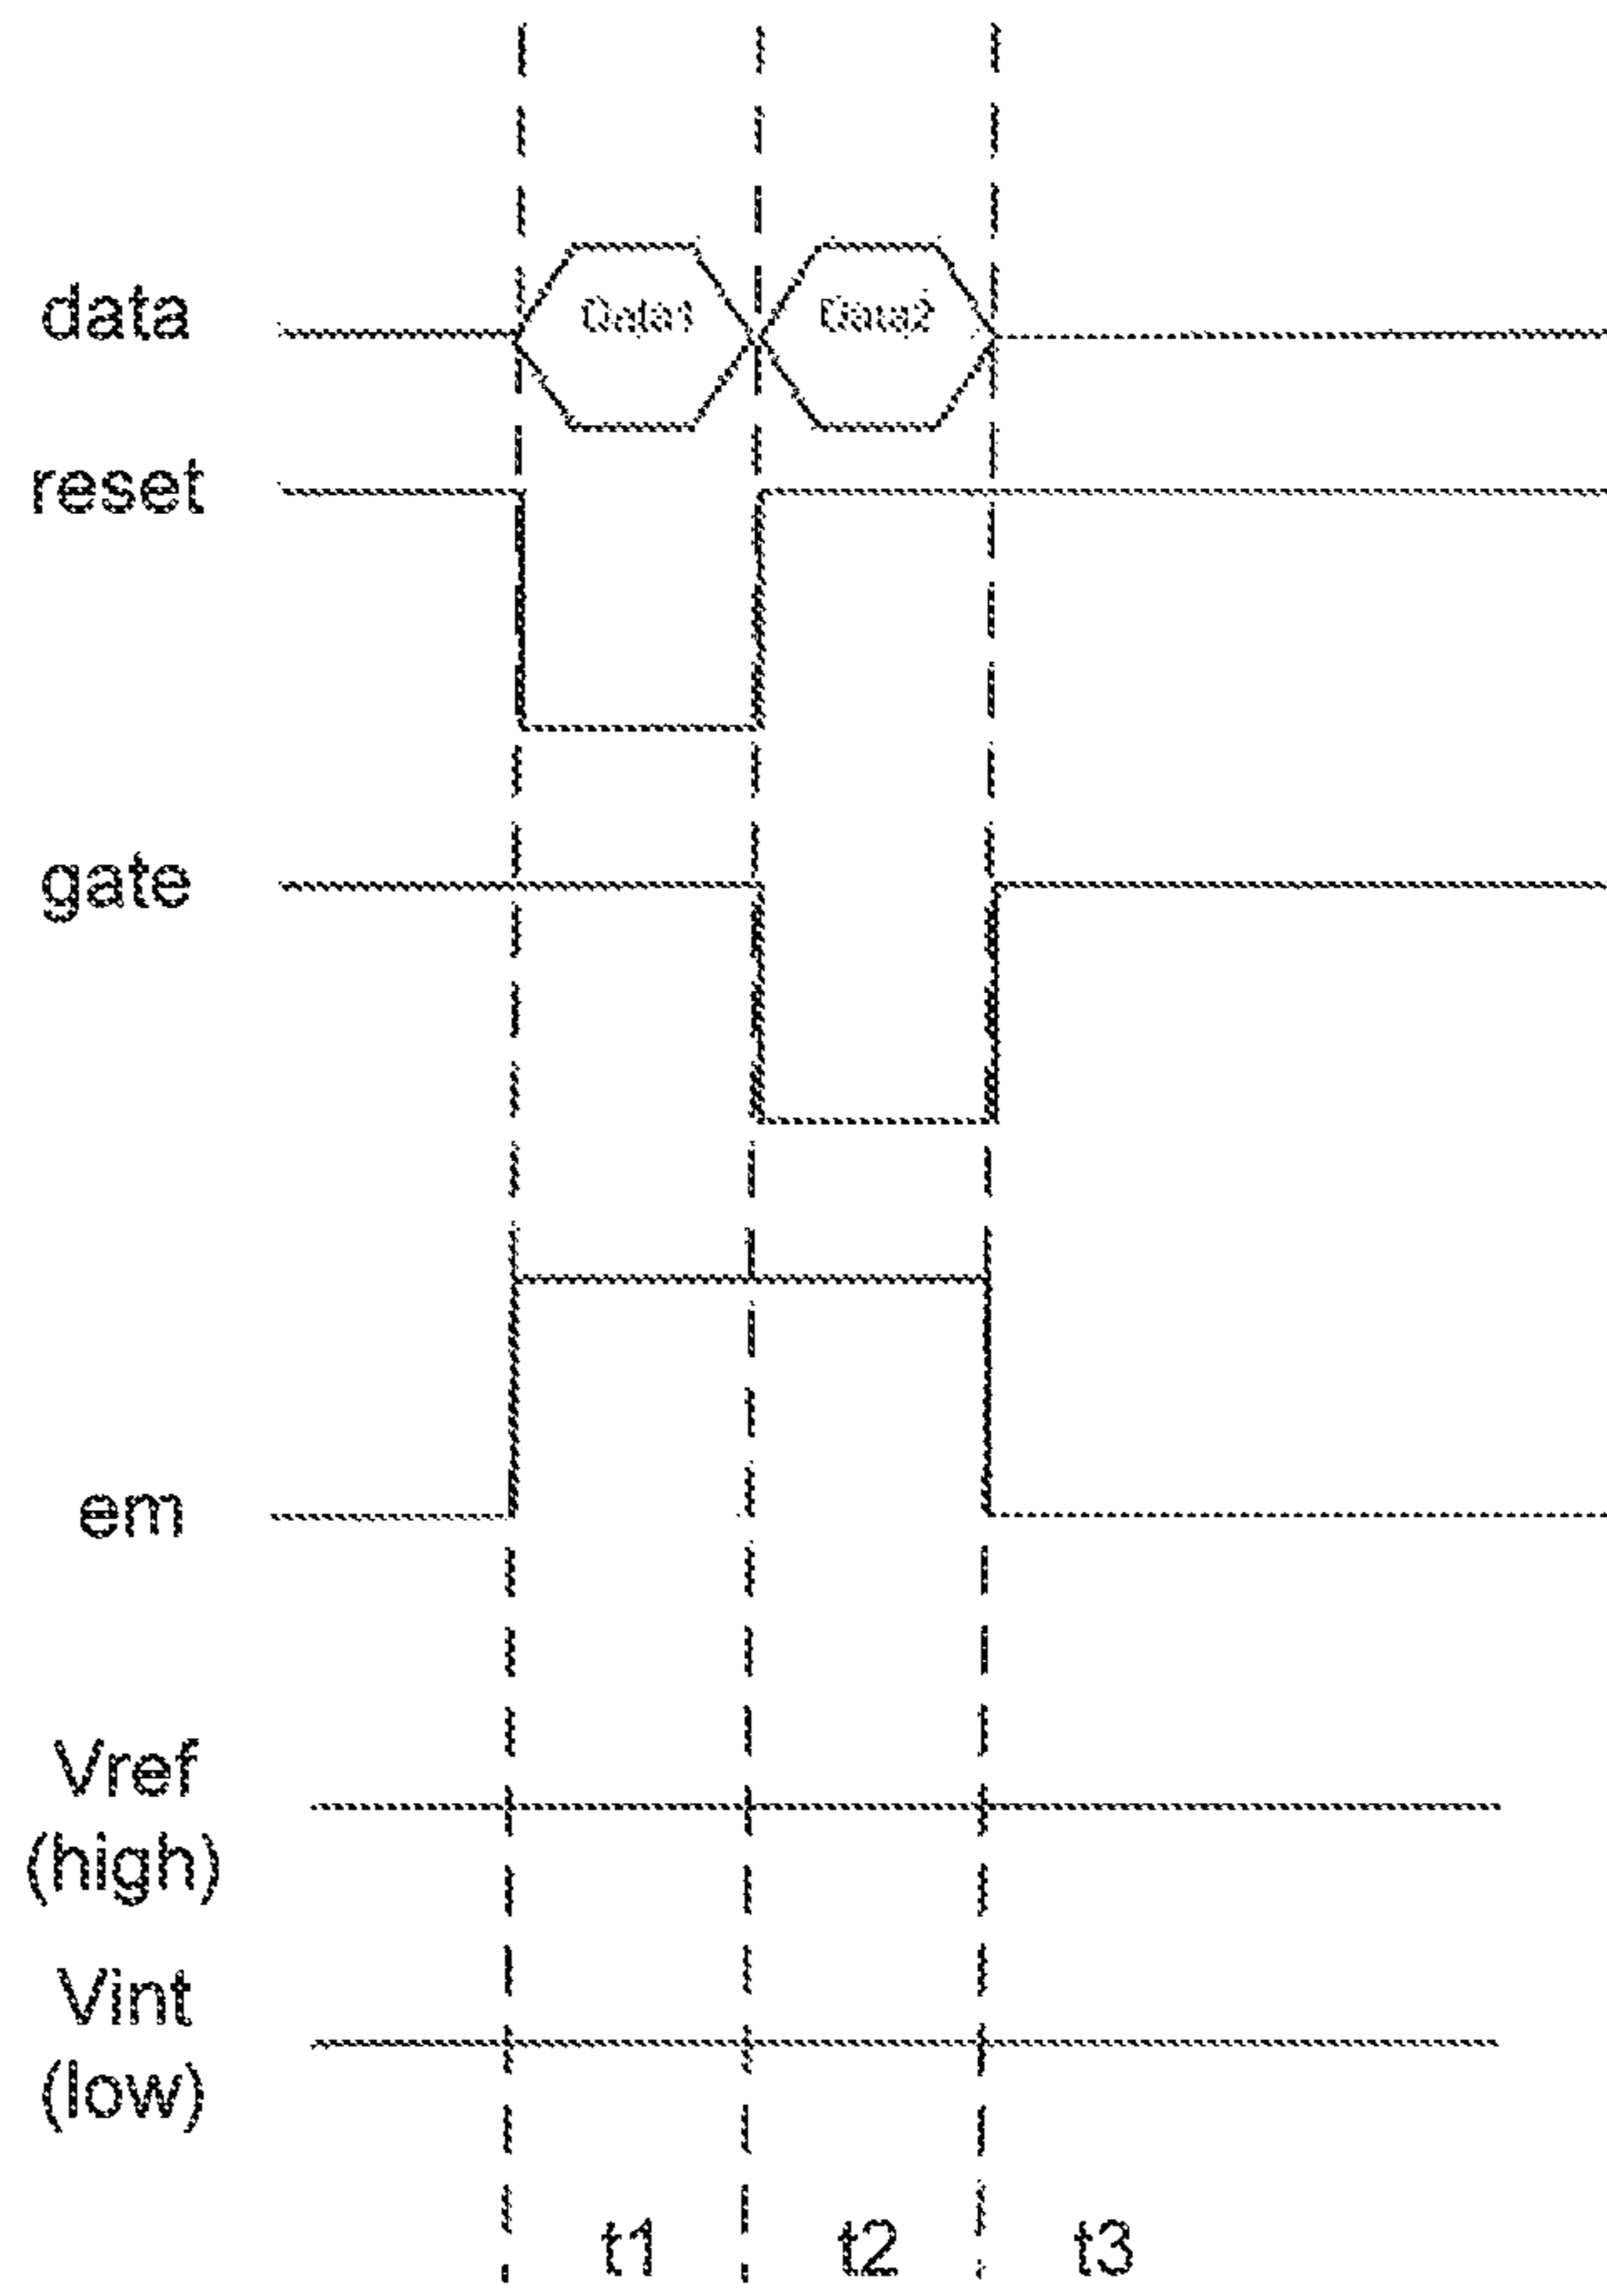 data
Data1
Data2
reset
gate
em
Vref
(high)
Vint
(low)
t1
t2
t3